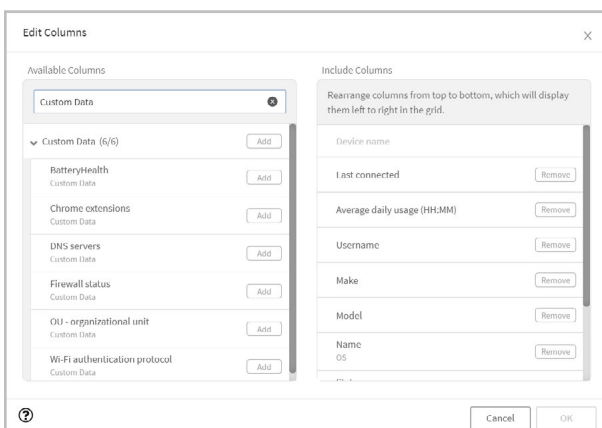 Edit Columns
Available Columns
Custom Data
Custom Data (6/6)
Add
BatteryHealth
Custom Data
Add
Chrome extensions
Custom Data
Add
DNS servers
Custom Data
Add
Firewall status
Custom Data
Add
OU - organizational unit
Custom Data
Add
Wi-Fi authentication protocol
Custom Data
Add
Include Columns
Rearrange columns from top to bottom, which will display
them left to right in the grid.
Device name
Last connected
Remove
Average daily usage (HH:MM)
Remove
Username
Remove
Make
Remove
Model
Remove
Name
OS
Remove
?
Cancel
OK